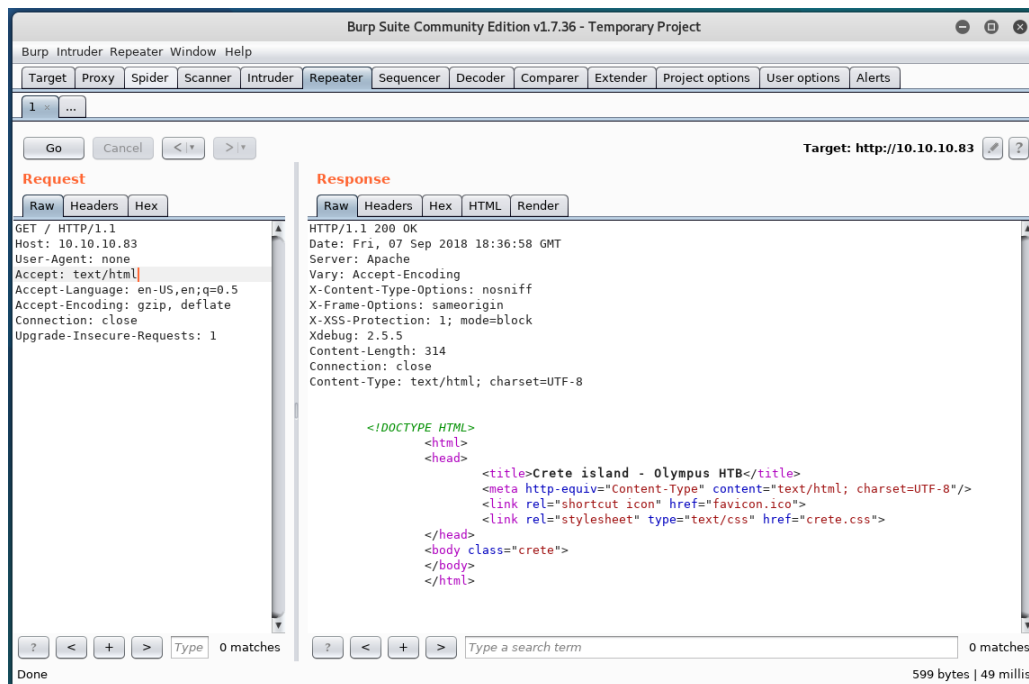 Burp Suite Community Edition v1.7.36 - Temporary Project
Burp Intruder Repeater Window Help
Target Proxy Spider Scanner Intruder Repeater Sequencer Decoder Comparer Extender Project options User options Alerts
1 × ...
Go Cancel < > Target: http://10.10.10.83 ?
Request
Raw Headers Hex
GET / HTTP/1.1
Host: 10.10.10.83
User-Agent: none
Accept: text/html
Accept-Language: en-US,en;q=0.5
Accept-Encoding: gzip, deflate
Connection: close
Upgrade-Insecure-Requests: 1
? < + > Type 0 matches
Response
Raw Headers Hex HTML Render
HTTP/1.1 200 OK
Date: Fri, 07 Sep 2018 18:36:58 GMT
Server: Apache
Vary: Accept-Encoding
X-Content-Type-Options: nosniff
X-Frame-Options: sameorigin
X-XSS-Protection: 1; mode=block
Xdebug: 2.5.5
Content-Length: 314
Connection: close
Content-Type: text/html; charset=UTF-8
<!DOCTYPE HTML>
<html>
<head>
<title>Crete island - Olympus HTB</title>
<meta http-equiv="Content-Type" content="text/html; charset=UTF-8"/>
<link rel="shortcut icon" href="favicon.ico">
<link rel="stylesheet" type="text/css" href="crete.css">
</head>
<body class="crete">
</body>
</html>
? < + > Type a search term 0 matches
Done 599 bytes | 49 millis